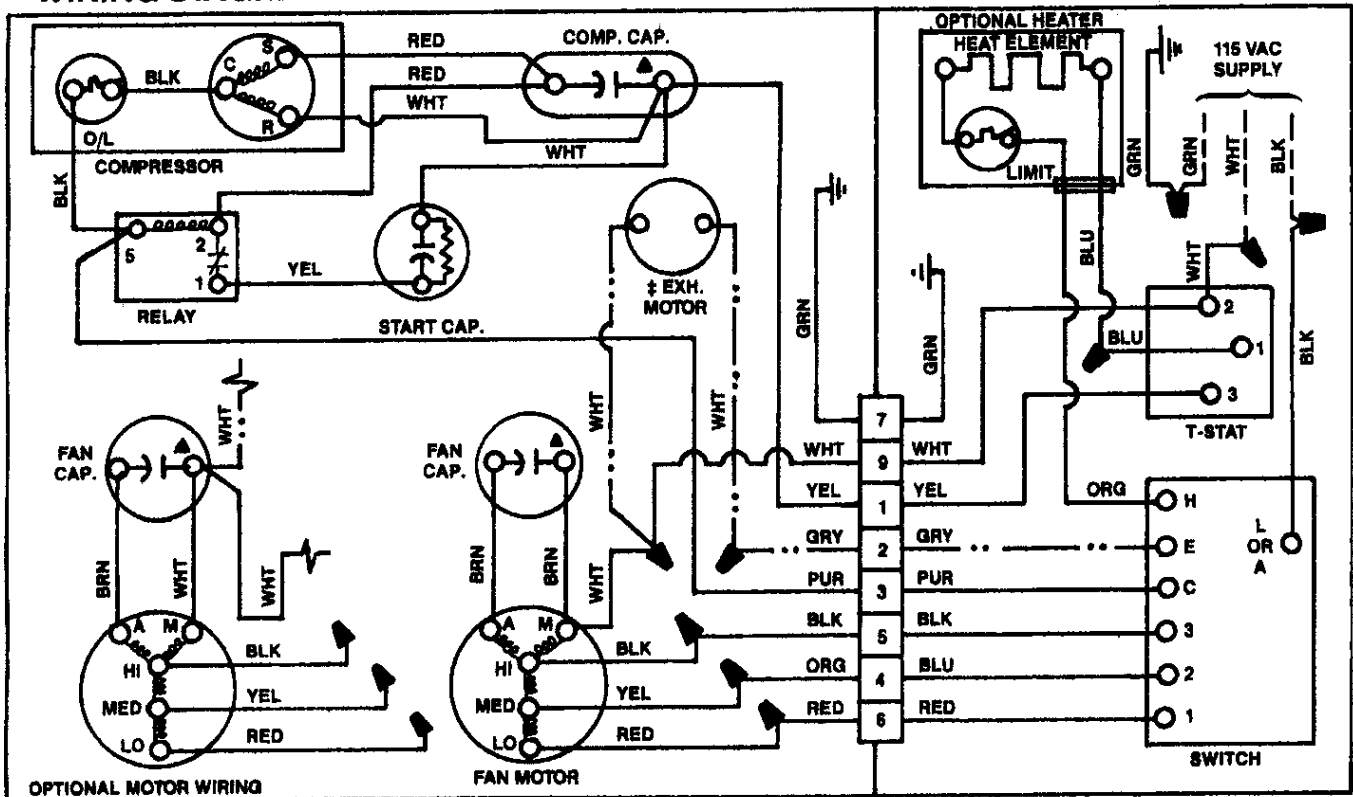 OPTIONAL HEATER
HEAT ELEMENT
115 VAC
SUPPLY
RED
COMP. CAP.
S
BLK
C
RED
R
WHT
O/L
COMPRESSOR
WHT
LIMIT
GRN
GRN
WHT
BLK
BLK
5
2
1
YEL
RELAY
START CAP.
‡ EXH.
MOTOR
GRN
GRN
BLU
WHT
BLK
2
BLU
1
3
T-STAT
WHT
WHT
WHT
FAN
CAP.
FAN
CAP.
7
WHT
9
WHT
YEL
1
YEL
ORG
H
GRY
2
GRY
E
L
OR
A
PUR
3
PUR
C
BLK
5
BLK
3
ORG
4
BLU
2
RED
6
RED
1
SWITCH
BRN
WHT
WHT
BRN
BRN
WHT
A
M
HI
BLK
MED
YEL
LO
RED
OPTIONAL MOTOR WIRING
A
M
HI
BLK
MED
YEL
LO
RED
FAN MOTOR